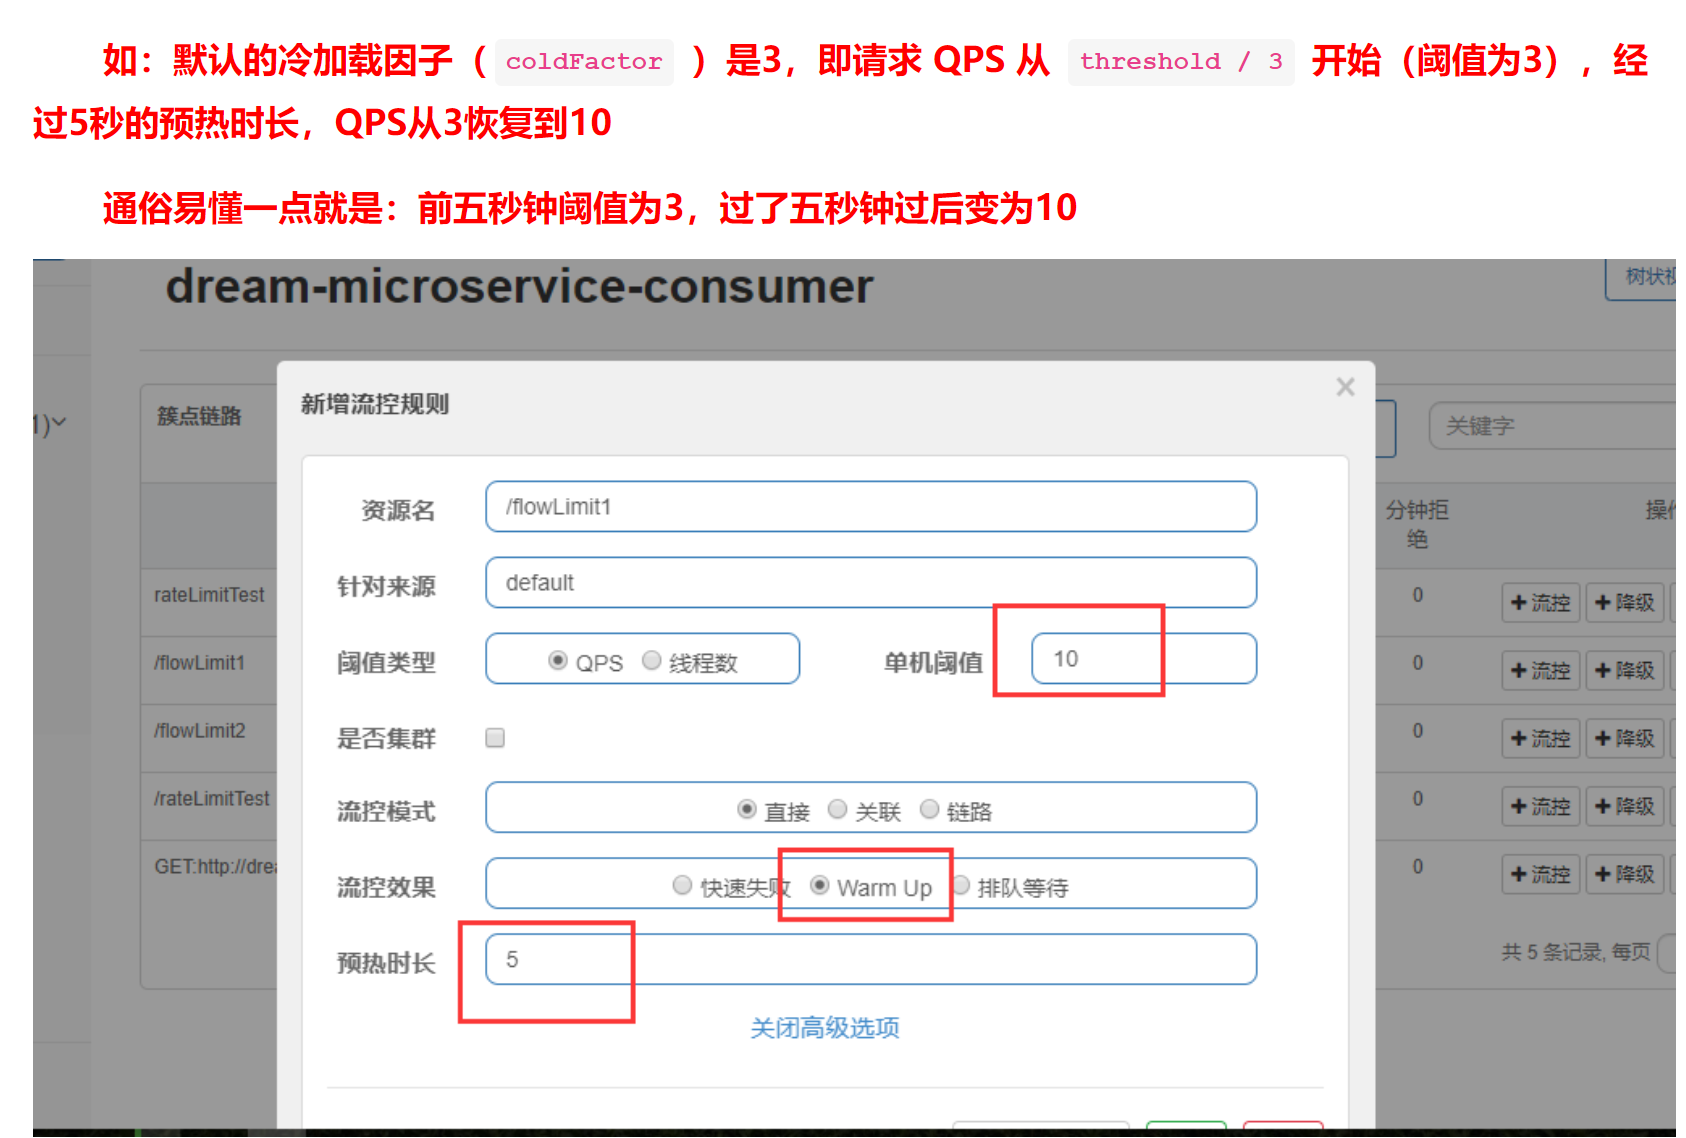 如：默认的冷加载因子（ coldFactor ）是3，即请求 QPS 从 threshold / 3 开始（阈值为3），经
过5秒的预热时长，QPS从3恢复到10
通俗易懂一点就是：前五秒钟阈值为3，过了五秒钟过后变为10
dream-microservice-consumer
树状
新增流控规则 ×
1)
簇点链路
关键字
资源名 /flowLimit1
分钟拒
绝
操
针对来源 default
rateLimitTest 0 +流控 +降级
阈值类型 QPS 线程数 单机阈值 10
/flowLimit1 0 +流控 +降级
/flowLimit2 0 +流控 +降级
是否集群
/rateLimitTest 0 +流控 +降级
流控模式 直接 关联 链路
GET:http://drea 0 +流控 +降级
流控效果 快速失败 Warm Up 排队等待
共 5 条记录, 每页
预热时长 5
关闭高级选项